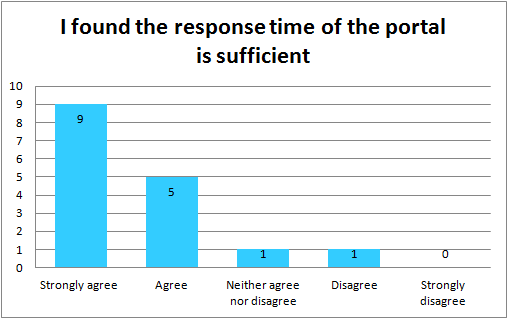 I found the response time of the portal
is sufficient
10
9
8
7
6
5
4
3
2
1
0
9
5
1
1
0
Strongly agree
Agree
Neither agree
nor disagree
Disagree
Strongly
disagree